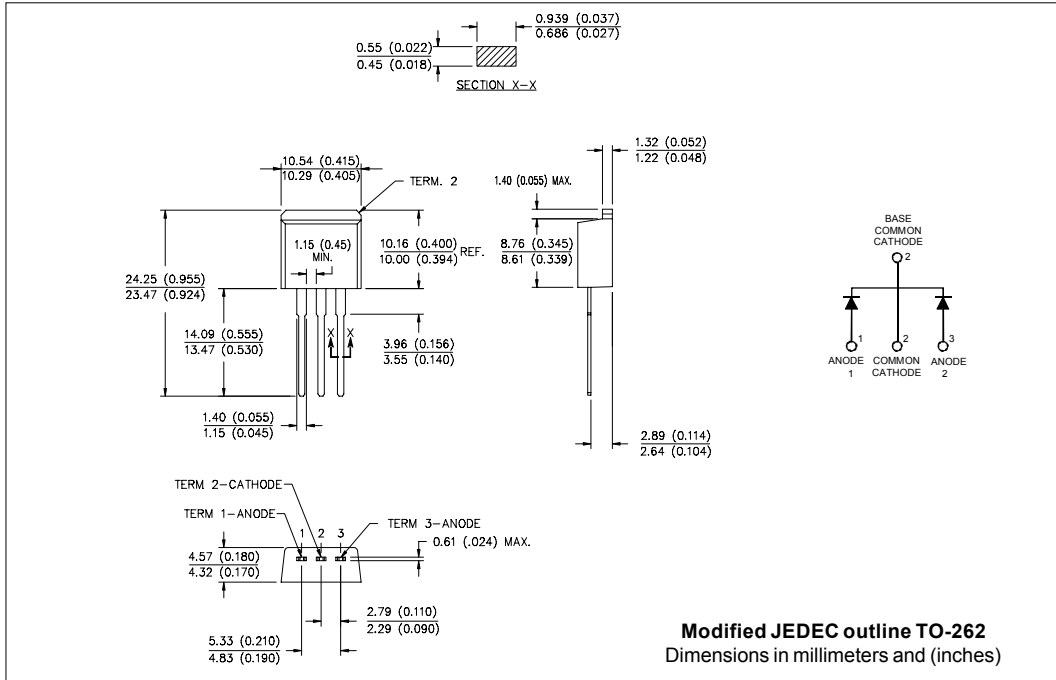 0.939 (0.037)
0.686 (0.027)
0.55 (0.022)
0.45 (0.018)
SECTION X-X
1.32 (0.052)
1.22 (0.048)
10.54 (0.415)
10.29 (0.405)
TERM. 2
1.40 (0.055) MAX.
1.15 (0.45)
MIN.
10.16 (0.400)
10.00 (0.394)
REF.
8.76 (0.345)
8.61 (0.339)
24.25 (0.955)
23.47 (0.924)
14.09 (0.555)
13.47 (0.530)
X X
3.96 (0.156)
3.55 (0.140)
1.40 (0.055)
1.15 (0.045)
2.89 (0.114)
2.64 (0.104)
BASE
COMMON
CATHODE
2
1 2 3
ANODE COMMON ANODE
1 CATHODE 2
TERM 2-CATHODE
TERM 1-ANODE
TERM 3-ANODE
1 2 3
0.61 (.024) MAX.
4.57 (0.180)
4.32 (0.170)
2.79 (0.110)
2.29 (0.090)
5.33 (0.210)
4.83 (0.190)
Modified JEDEC outline TO-262
Dimensions in millimeters and (inches)